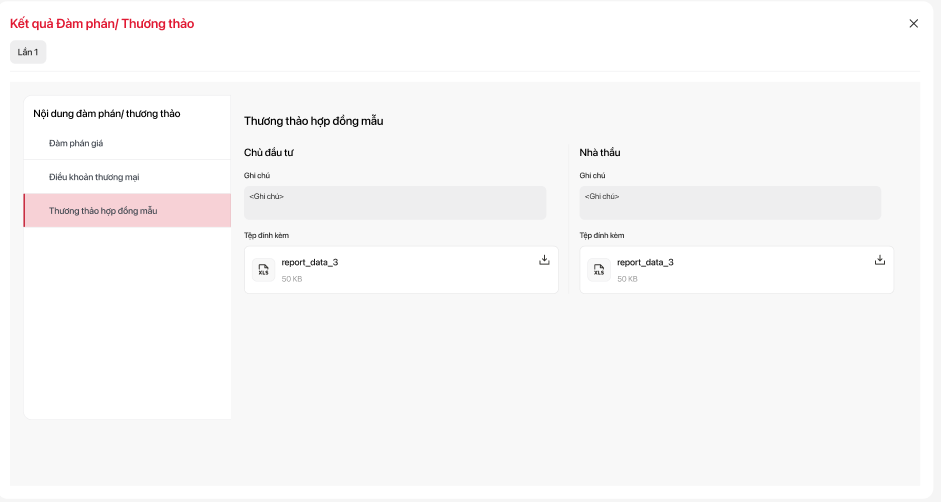 Kết quả Đàm phán/ Thương thảo
Lần 1
Nội dung đàm phán/ thương thảo
Đàm phán giá
Điều khoản thương mại
Thương thảo hợp đồng mẫu
Thương thảo hợp đồng mẫu
Chủ đầu tư
Ghi chú
<Ghi chú>
Tệp đính kèm
XLS
report_data_3
50 KB
Nhà thầu
Ghi chú
<Ghi chú>
Tệp đính kèm
XLS
report_data_3
50 KB